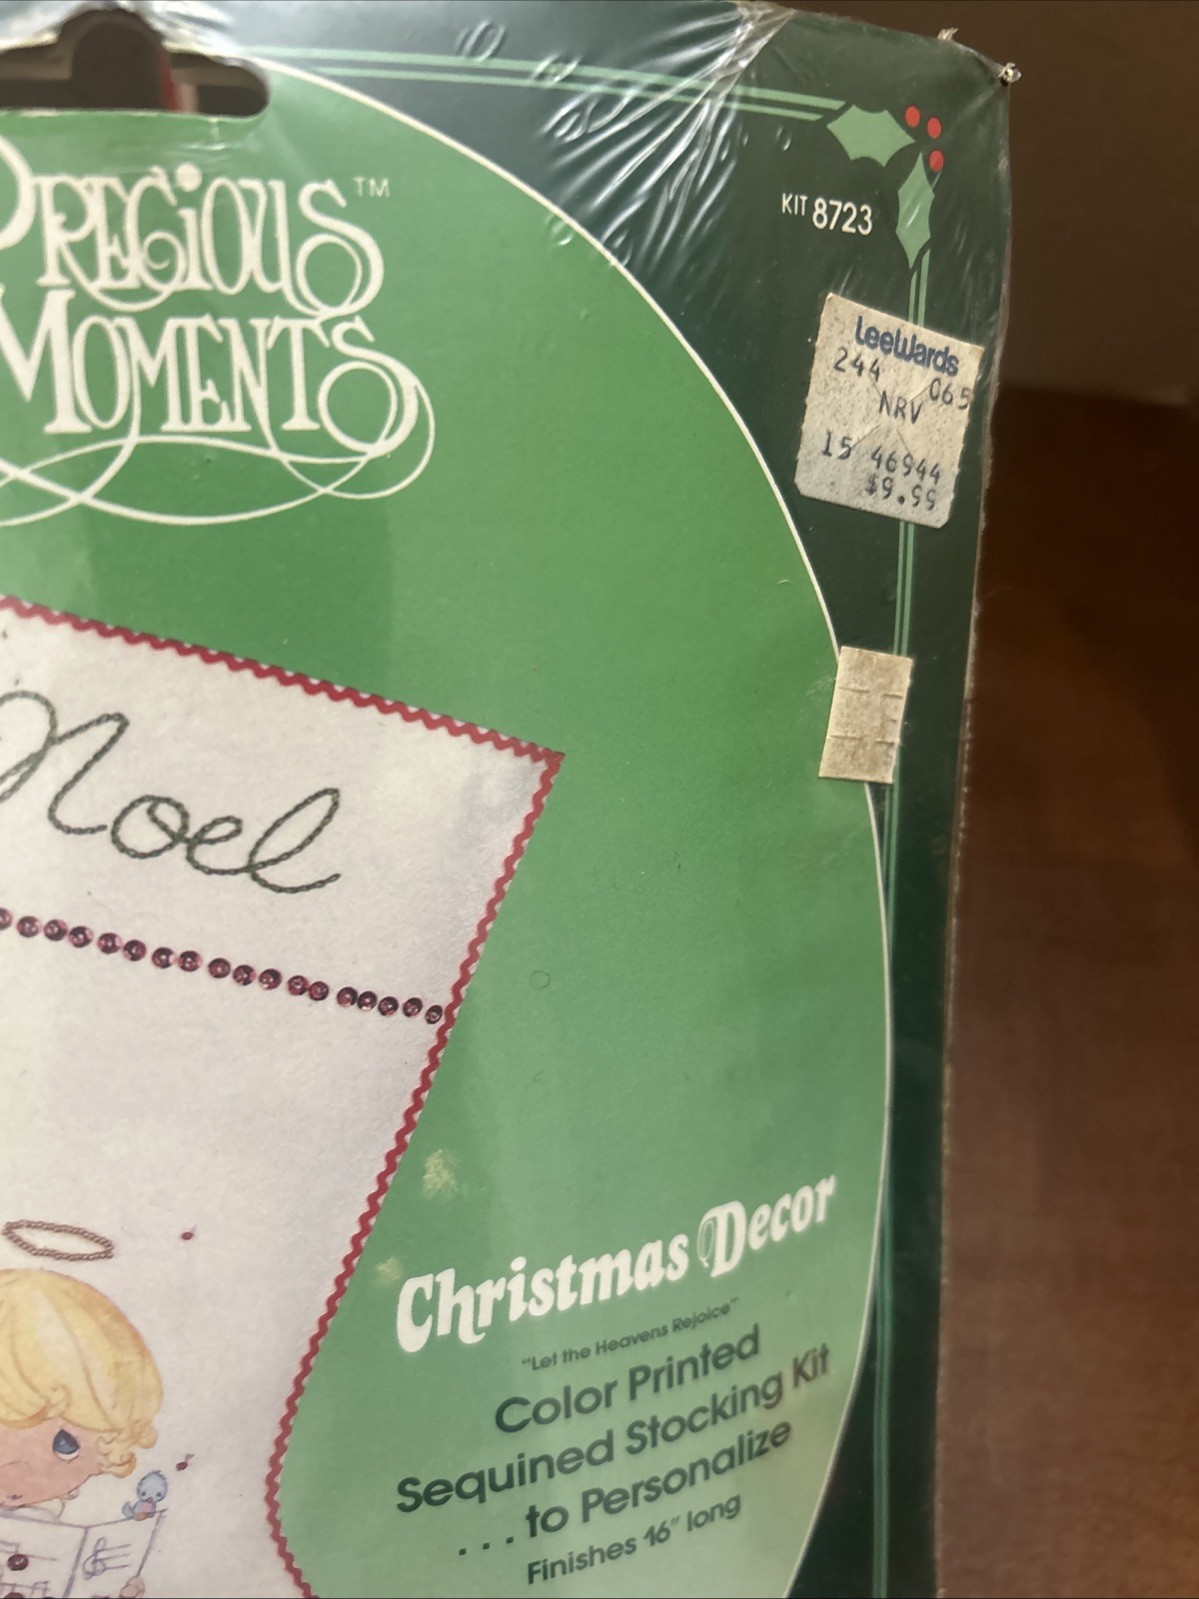 PRECIOUS™
MOMENTS
KIT 8723
LeeWards
244 065
NRV
15 46944
$9.99
Noel
Christmas Decor
"Let the Heavens Rejoice"
Color Printed
Sequined Stocking Kit
. . . to Personalize
Finishes 16" long